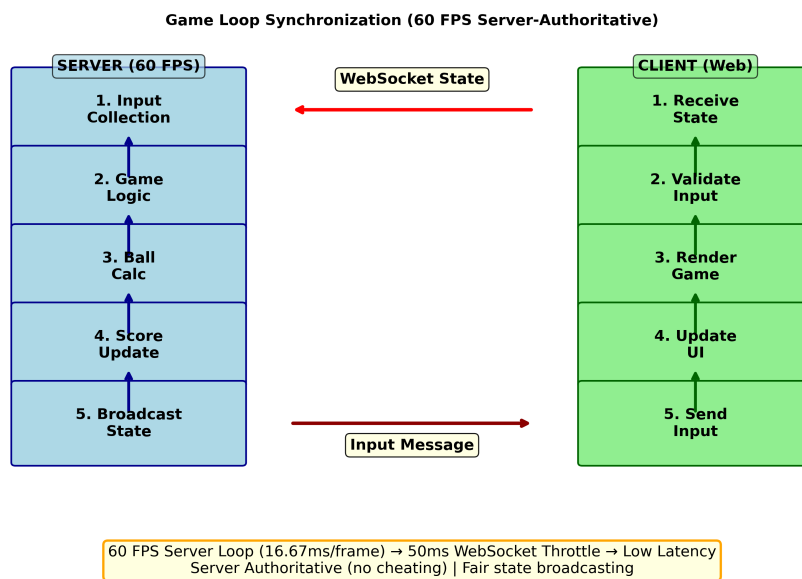 Game Loop Synchronization (60 FPS Server-Authoritative)
SERVER (60 FPS)
1. Input
Collection
2. Game
Logic
3. Ball
Calc
4. Score
Update
5. Broadcast
State
WebSocket State
Input Message
CLIENT (Web)
1. Receive
State
2. Validate
Input
3. Render
Game
4. Update
UI
5. Send
Input
60 FPS Server Loop (16.67ms/frame) → 50ms WebSocket Throttle → Low Latency
Server Authoritative (no cheating) | Fair state broadcasting